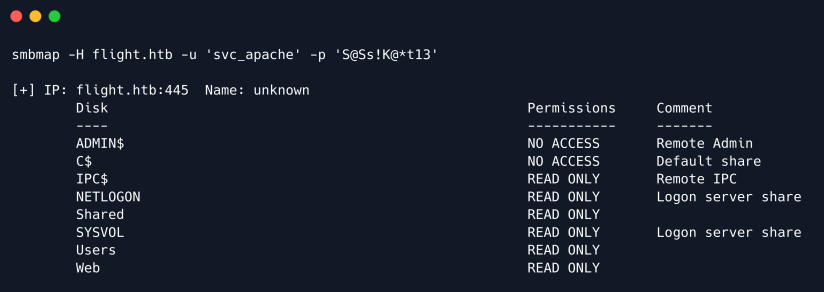 smbmap -H flight.htb -u 'svc_apache' -p 'S@Ss!K@*t13'
[+] IP: flight.htb:445 Name: unknown
Disk Permissions Comment
---- ----------- -------
ADMIN$ NO ACCESS Remote Admin
C$ NO ACCESS Default share
IPC$ READ ONLY Remote IPC
NETLOGON READ ONLY Logon server share
Shared READ ONLY
SYSVOL READ ONLY Logon server share
Users READ ONLY
Web READ ONLY